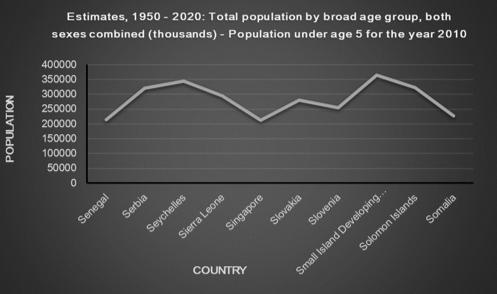 Estimates, 1950 - 2020: Total population by broad age group, both
sexes combined (thousands) - Population under age 5 for the year 2010
400000
350000
300000
250000
200000
150000
100000
50000
0
POPULATION
Senegal
Serbia
Seychelles
Sierra Leone
Singapore
Slovakia
Slovenia
Small Island Developing...
Solomon Islands
Somalia
COUNTRY